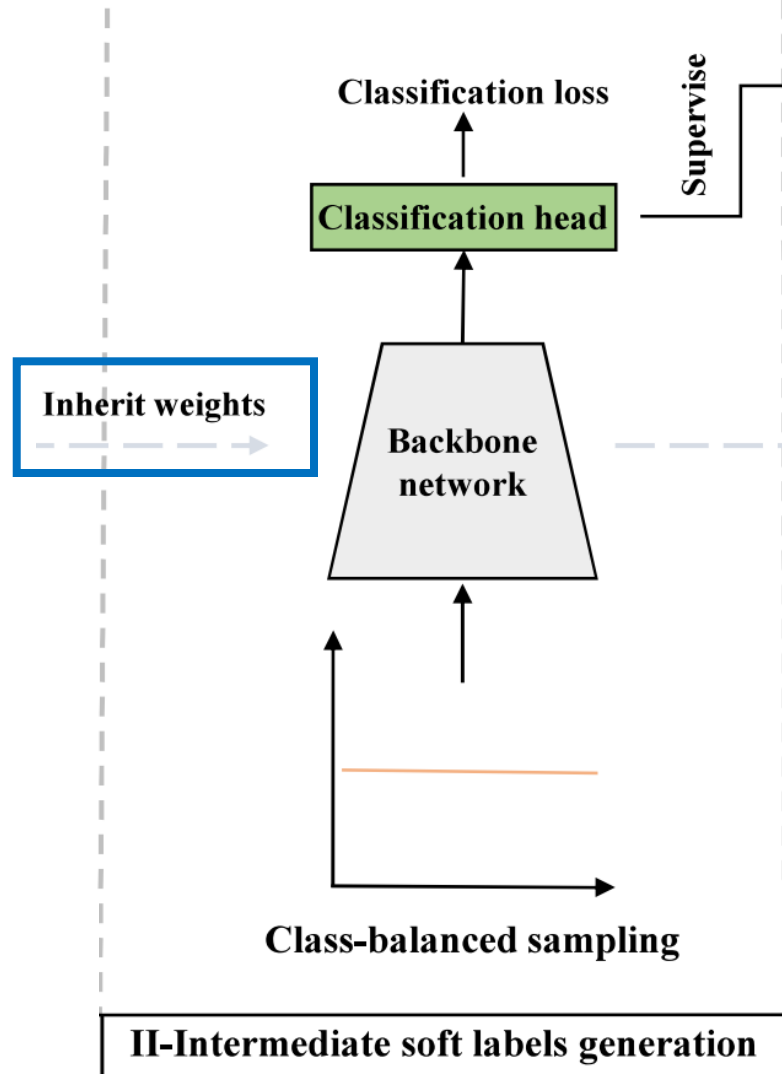 Classification loss
Supervise
Classification head
Inherit weights
Backbone
network
Class-balanced sampling
II-Intermediate soft labels generation